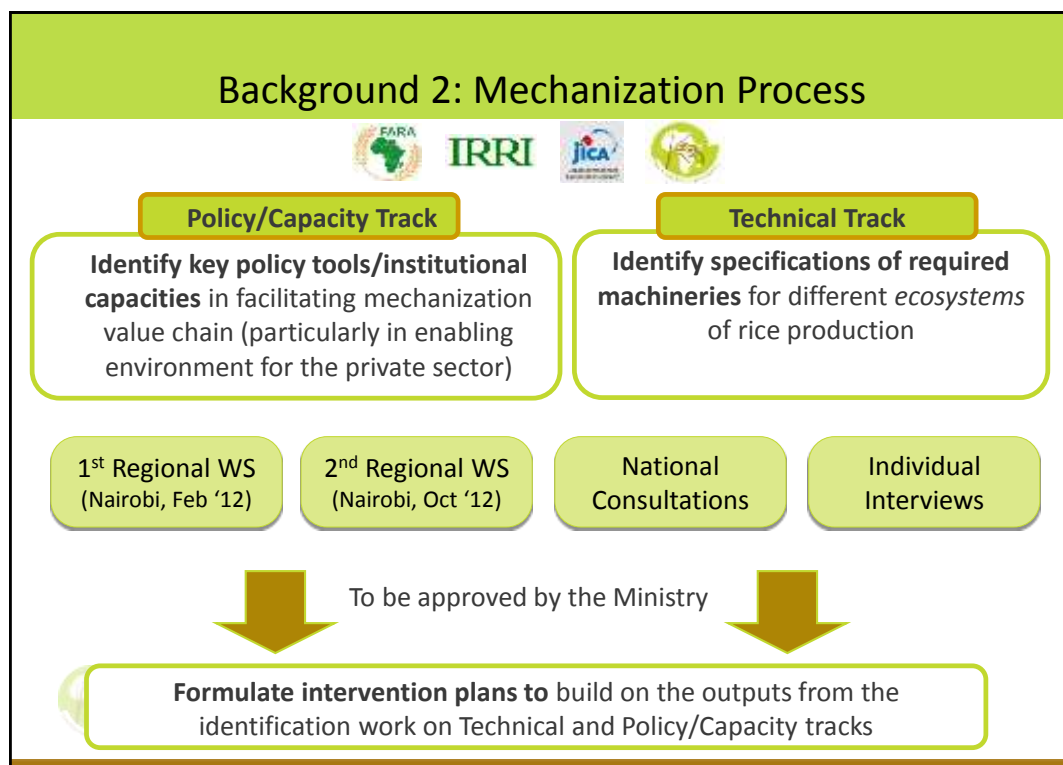 Background 2: Mechanization Process
FARA
IRRI
jICA
Policy/Capacity Track
Identify key policy tools/institutional
capacities in facilitating mechanization
value chain (particularly in enabling
environment for the private sector)
Technical Track
Identify specifications of required
machineries for different ecosystems
of rice production
1st Regional WS
(Nairobi, Feb ‘12)
2nd Regional WS
(Nairobi, Oct ‘12)
National
Consultations
Individual
Interviews
To be approved by the Ministry
Formulate intervention plans to build on the outputs from the
identification work on Technical and Policy/Capacity tracks